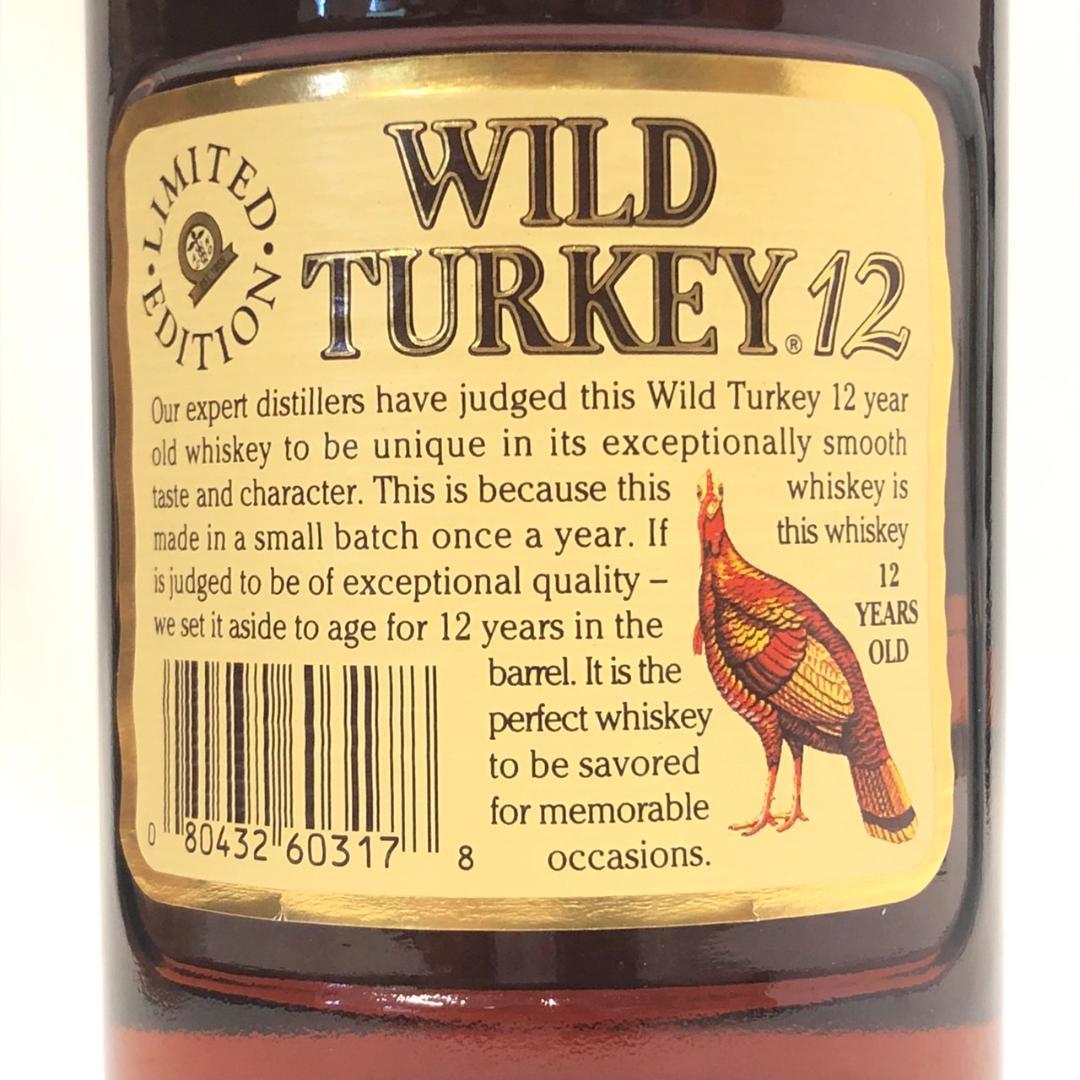 LIMITED EDITION
WILD
TURKEY® 12
Our expert distillers have judged this Wild Turkey 12 year
old whiskey to be unique in its exceptionally smooth
taste and character. This is because this whiskey is
made in a small batch once a year. If this whiskey
is judged to be of exceptional quality –
we set it aside to age for 12 years in the
barrel. It is the
perfect whiskey
to be savored
for memorable
occasions.
12
YEARS
OLD
0 80432 60317 8